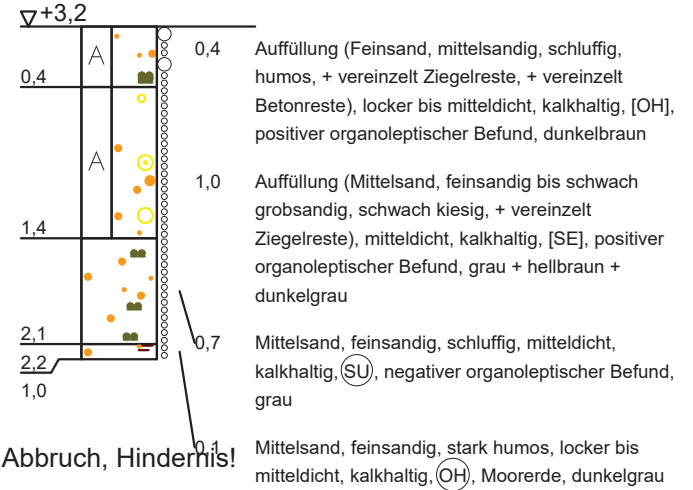 +3,2
A
0,4
A
1,4
2,1
2,2
1,0
Abbruch, Hindernis!
0,4 Auffüllung (Feinsand, mittelsandig, schluffig,
humos, + vereinzelt Ziegelreste, + vereinzelt
Betonreste), locker bis mitteldicht, kalkhaltig, [OH],
positiver organoleptischer Befund, dunkelbraun
1,0 Auffüllung (Mittelsand, feinsandig bis schwach
grobsandig, schwach kiesig, + vereinzelt
Ziegelreste), mitteldicht, kalkhaltig, [SE], positiver
organoleptischer Befund, grau + hellbraun +
dunkelgrau
0,7 Mittelsand, feinsandig, schluffig, mitteldicht,
kalkhaltig, SU, negativer organoleptischer Befund,
grau
0,1 Mittelsand, feinsandig, stark humos, locker bis
mitteldicht, kalkhaltig, OH, Moorerde, dunkelgrau